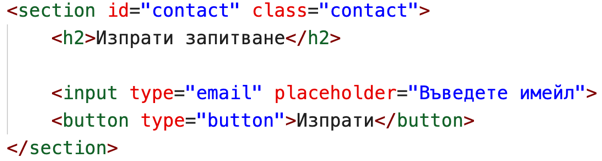 <section id="contact" class="contact">
<h2>Изпрати запитване</h2>
<input type="email" placeholder="Въведете имейл">
<button type="button">Изпрати</button>
</section>